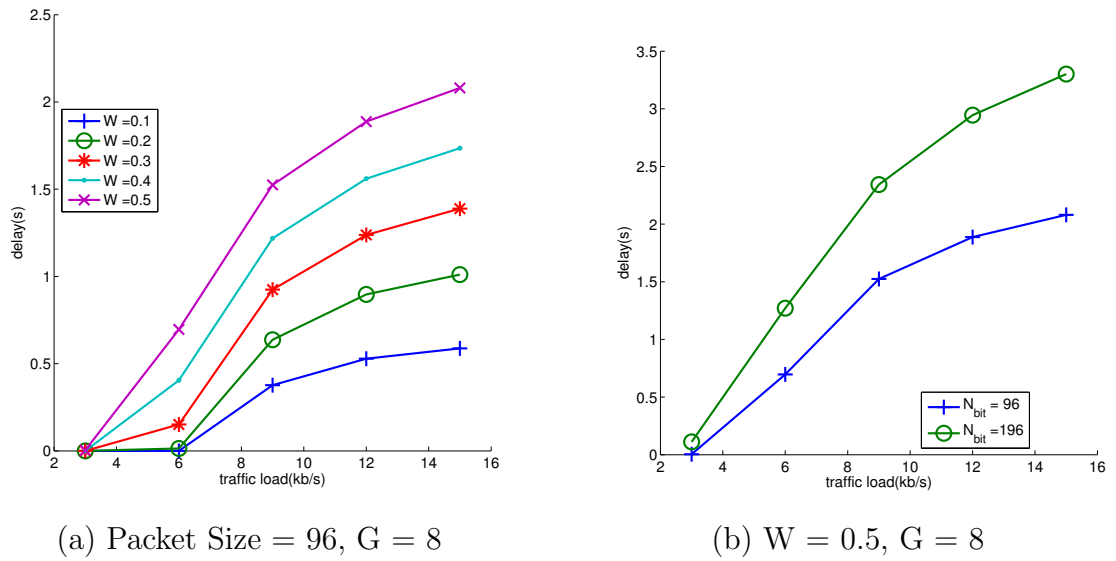 2.5
2
1.5
1
0.5
0
delay(s)
W =0.1
W =0.2
W =0.3
W =0.4
W =0.5
2 4 6 8 10 12 14 16
traffic load(kb/s)
(a) Packet Size = 96, G = 8
3.5
3
2.5
2
1.5
1
0.5
0
delay(s)
N_bit = 96
N_bit =196
2 4 6 8 10 12 14 16
traffic load(kb/s)
(b) W = 0.5, G = 8